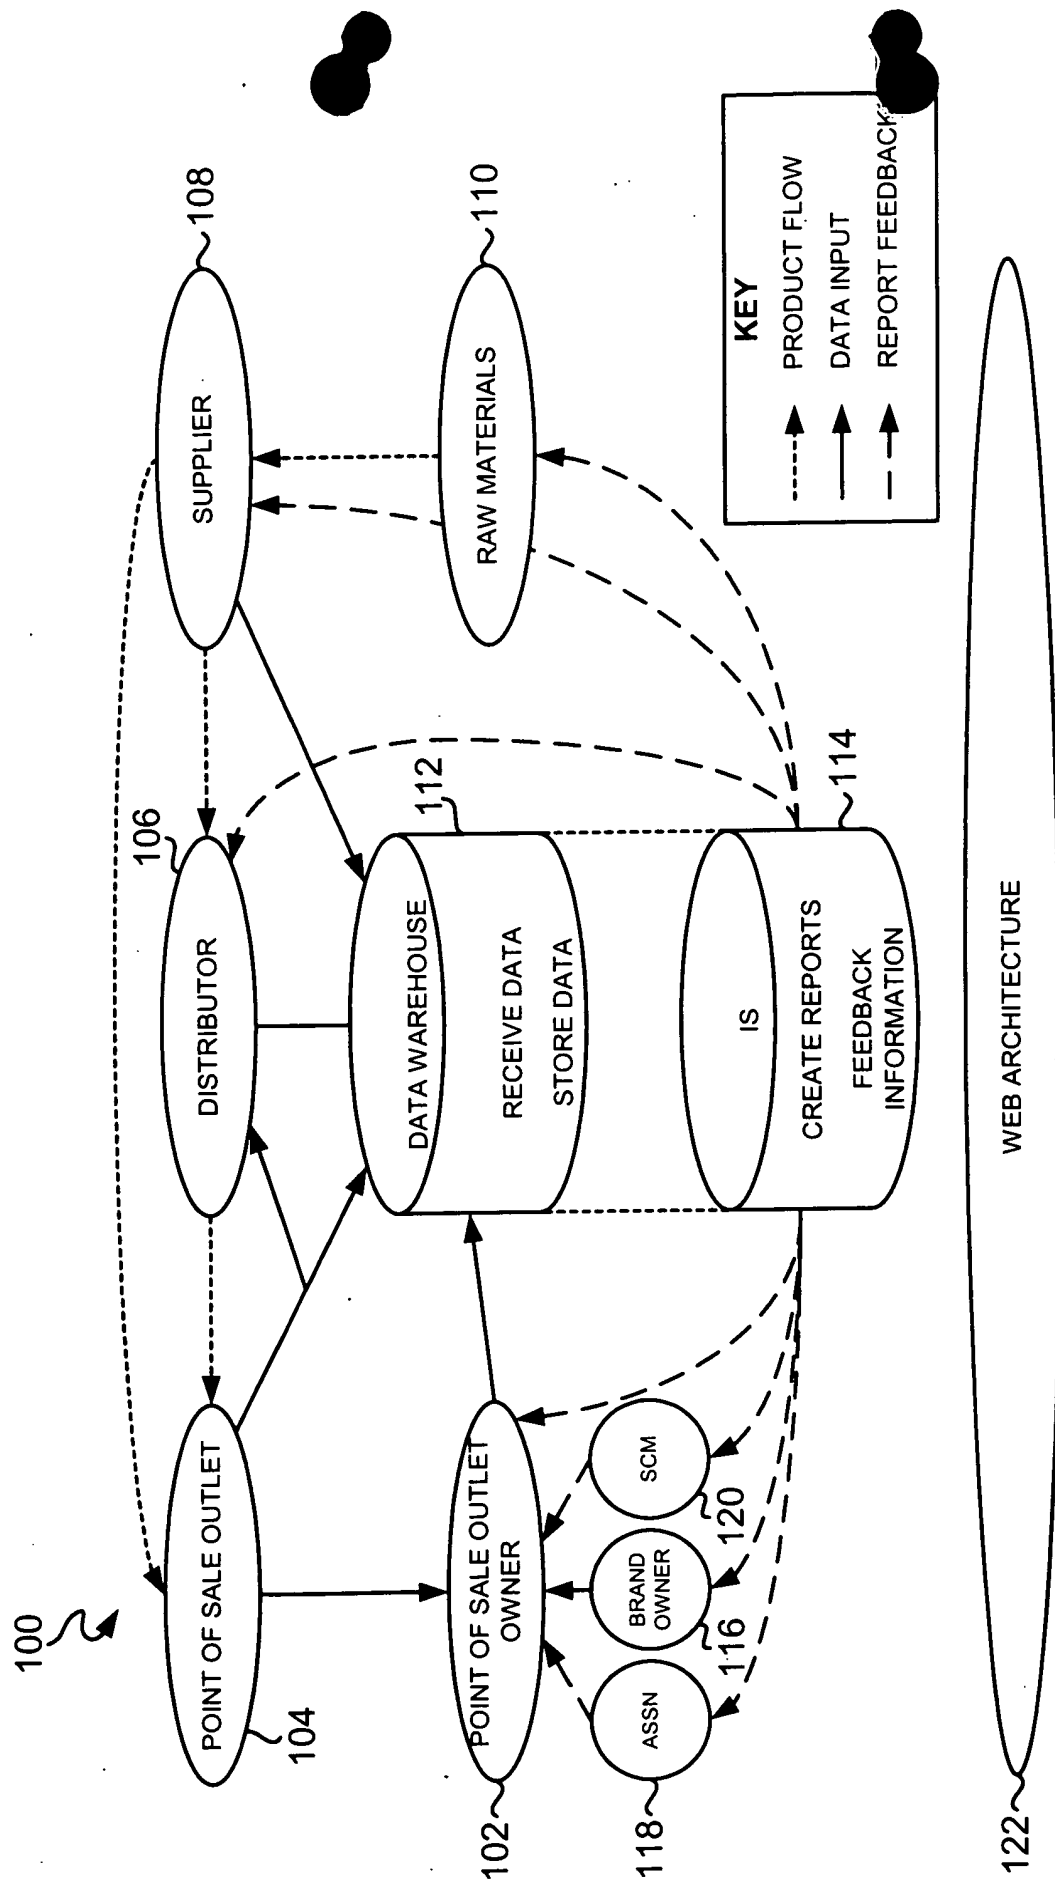 100
POINT OF SALE OUTLET
104
DISTRIBUTOR
106
SUPPLIER
108
POINT OF SALE OUTLET
OWNER
102
DATA WAREHOUSE
RECEIVE DATA
STORE DATA
112
RAW MATERIALS
110
ASSN
118
BRAND
OWNER
116
SCM
120
IS
CREATE REPORTS
FEEDBACK
INFORMATION
114
KEY
PRODUCT FLOW
DATA INPUT
REPORT FEEDBACK
WEB ARCHITECTURE
122